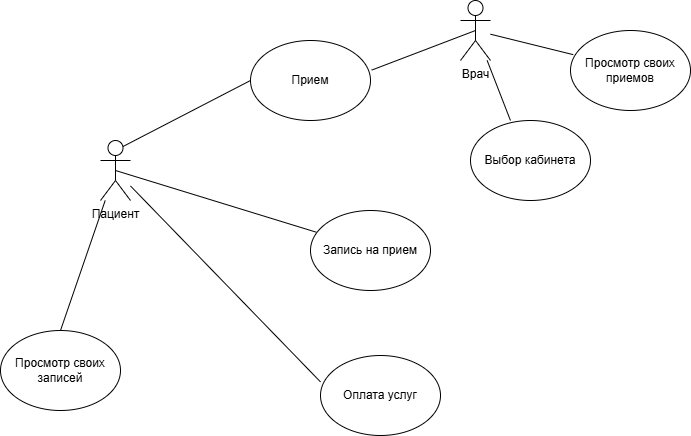 Прием
Врач
Просмотр своих
приемов
Выбор кабинета
Пациент
Запись на прием
Просмотр своих
записей
Оплата услуг